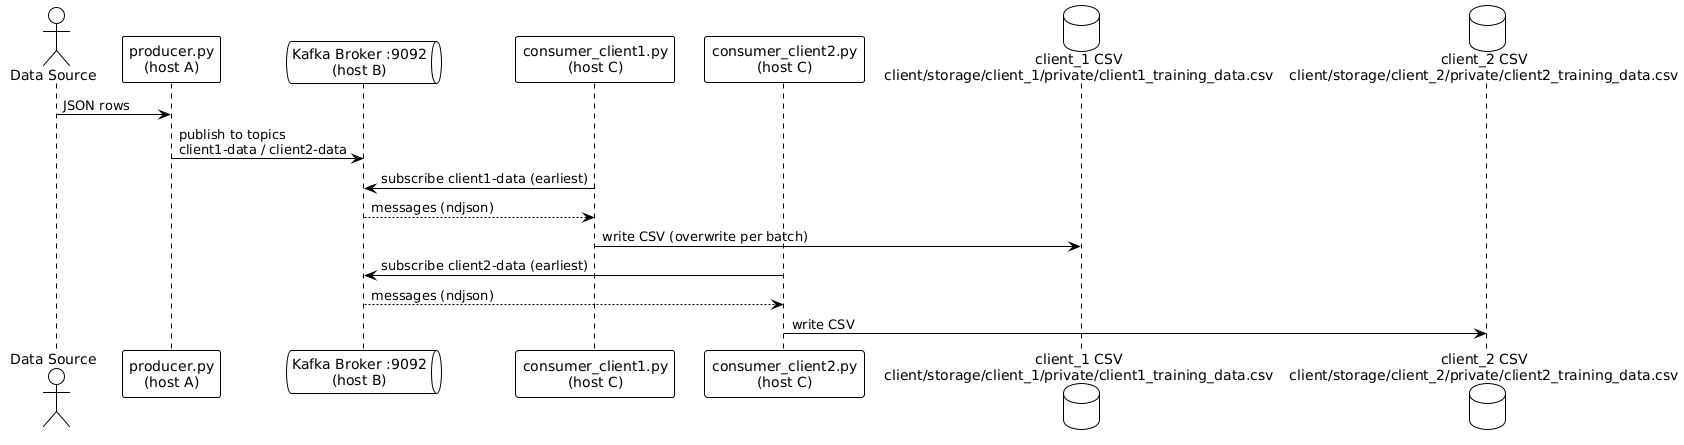 Data Source
producer.py
(host A)
Kafka Broker :9092
(host B)
consumer_client1.py
(host C)
consumer_client2.py
(host C)
client_1 CSV
client/storage/client_1/private/client1_training_data.csv
client_2 CSV
client/storage/client_2/private/client2_training_data.csv
JSON rows
publish to topics
client1-data / client2-data
subscribe client1-data (earliest)
messages (ndjson)
write CSV (overwrite per batch)
subscribe client2-data (earliest)
messages (ndjson)
write CSV
Data Source
producer.py
(host A)
Kafka Broker :9092
(host B)
consumer_client1.py
(host C)
consumer_client2.py
(host C)
client_1 CSV
client/storage/client_1/private/client1_training_data.csv
client_2 CSV
client/storage/client_2/private/client2_training_data.csv